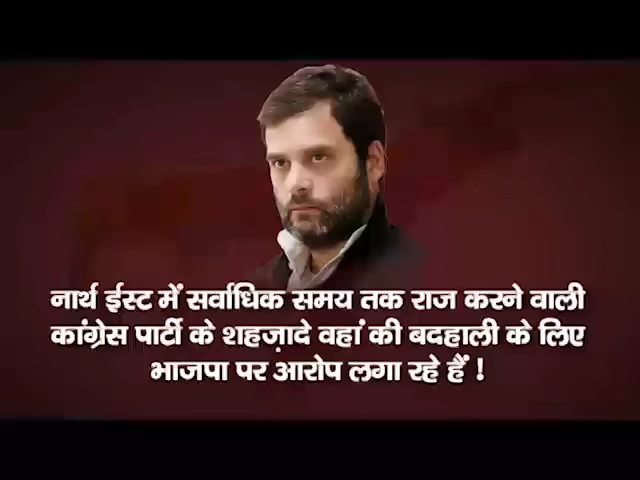 नार्थ ईस्ट में सर्वाधिक समय तक राज करने वाली
कांग्रेस पार्टी के शहज़ादे वहां की बदहाली के लिए
भाजपा पर आरोप लगा रहे हैं !